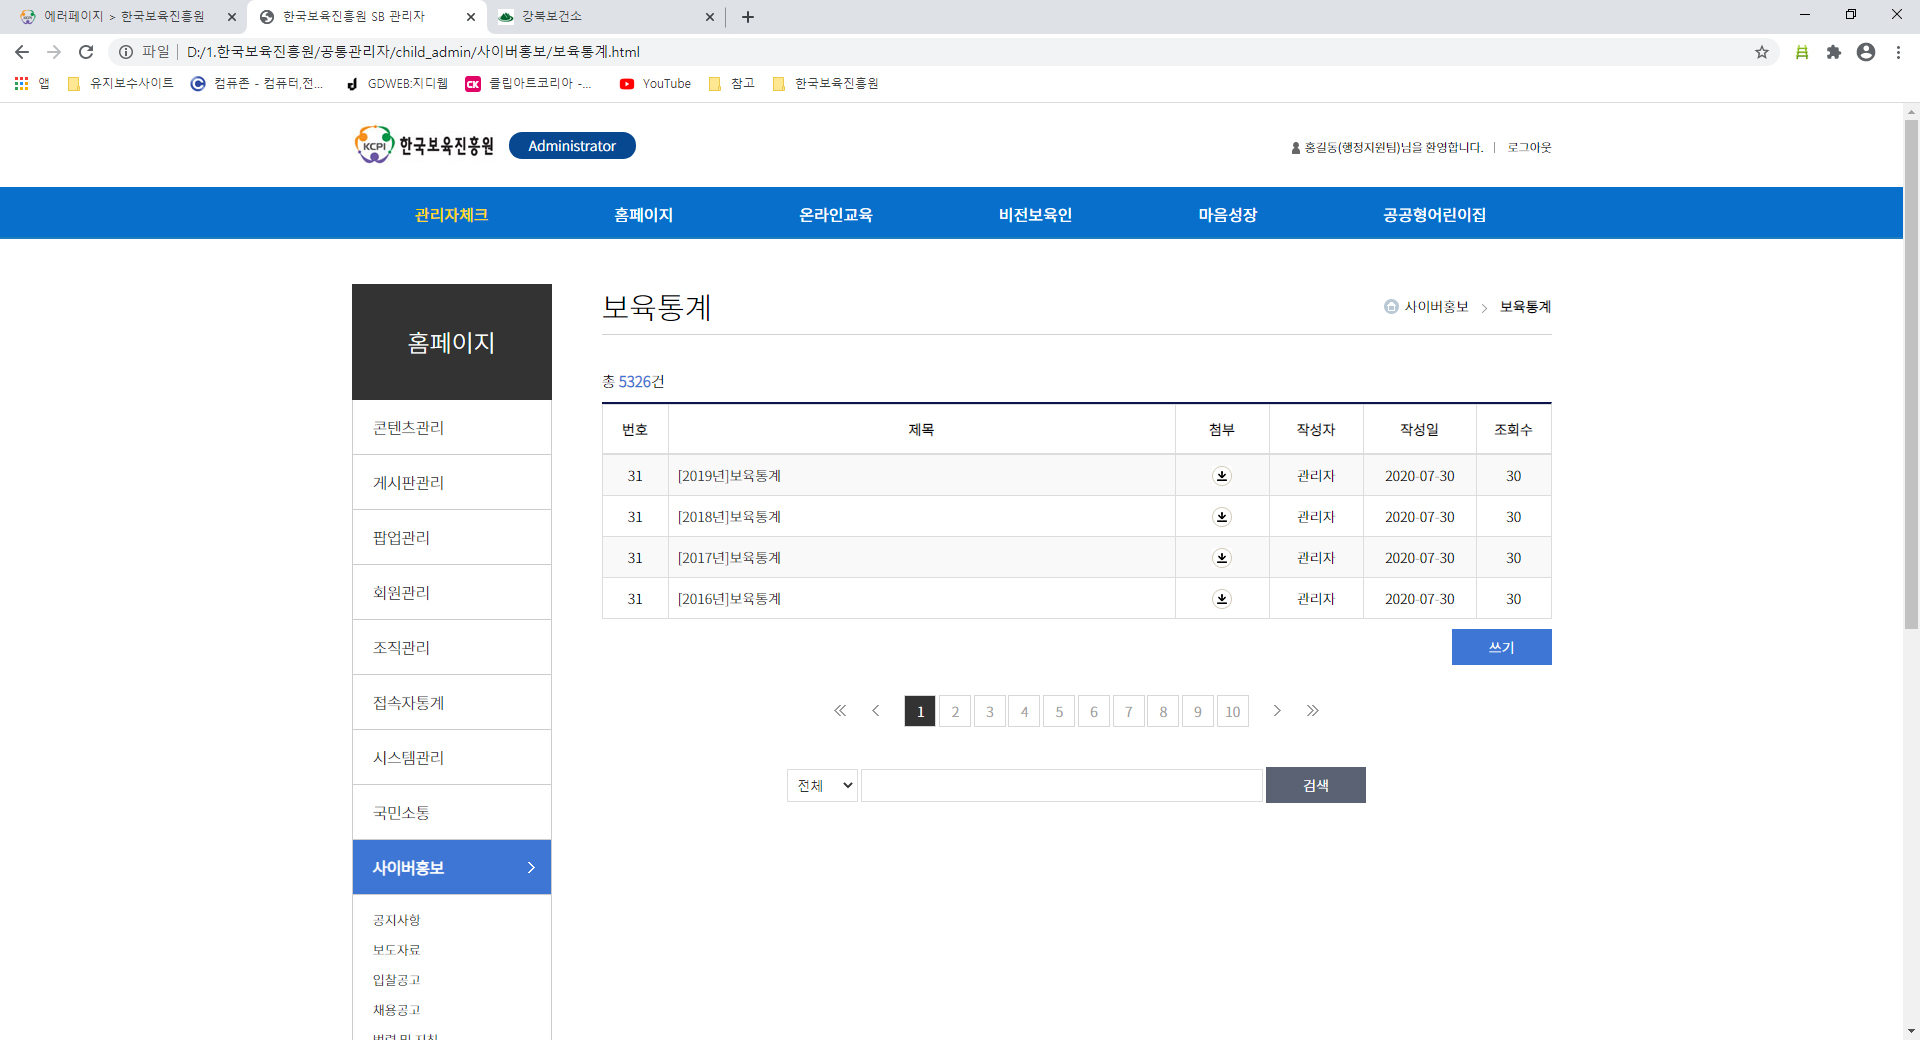 에러페이지 > 한국보육진흥원
한국보육진흥원 SB 관리자
강북보건소
파일 D:/1.한국보육진흥원/공통관리자/child_admin/사이버홍보/보육통계.html
앱 유지보수사이트 컴퓨존 - 컴퓨터,전... GDWEB:지디웹 클립아트코리아 -... YouTube 참고 한국보육진흥원
KCPI 한국보육진흥원 Administrator
홍길동(행정지원팀)님을 환영합니다. 로그아웃
관리자체크 홈페이지 온라인교육 비전보육인 마음성장 공공형어린이집
홈페이지
콘텐츠관리
게시판관리
팝업관리
회원관리
조직관리
접속자통계
시스템관리
국민소통
사이버홍보
공지사항
보도자료
입찰공고
채용공고
법령 및 지침
보육통계
사이버홍보 > 보육통계
총 5326건
번호 제목 첨부 작성자 작성일 조회수
31 [2019년]보육통계 관리자 2020-07-30 30
31 [2018년]보육통계 관리자 2020-07-30 30
31 [2017년]보육통계 관리자 2020-07-30 30
31 [2016년]보육통계 관리자 2020-07-30 30
쓰기
1 2 3 4 5 6 7 8 9 10
전체 검색